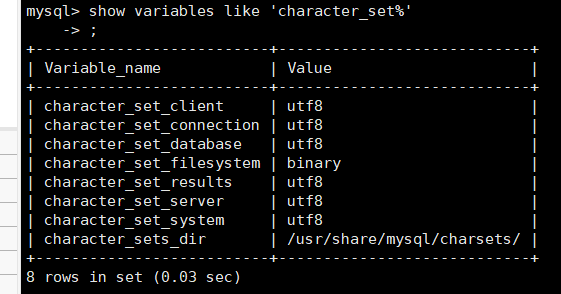 mysql> show variables like 'character_set%'
    -> ;
+--------------------------+----------------------------+
| Variable_name            | Value                      |
+--------------------------+----------------------------+
| character_set_client     | utf8                       |
| character_set_connection | utf8                       |
| character_set_database   | utf8                       |
| character_set_filesystem | binary                     |
| character_set_results    | utf8                       |
| character_set_server     | utf8                       |
| character_set_system     | utf8                       |
| character_sets_dir       | /usr/share/mysql/charsets/ |
+--------------------------+----------------------------+
8 rows in set (0.03 sec)